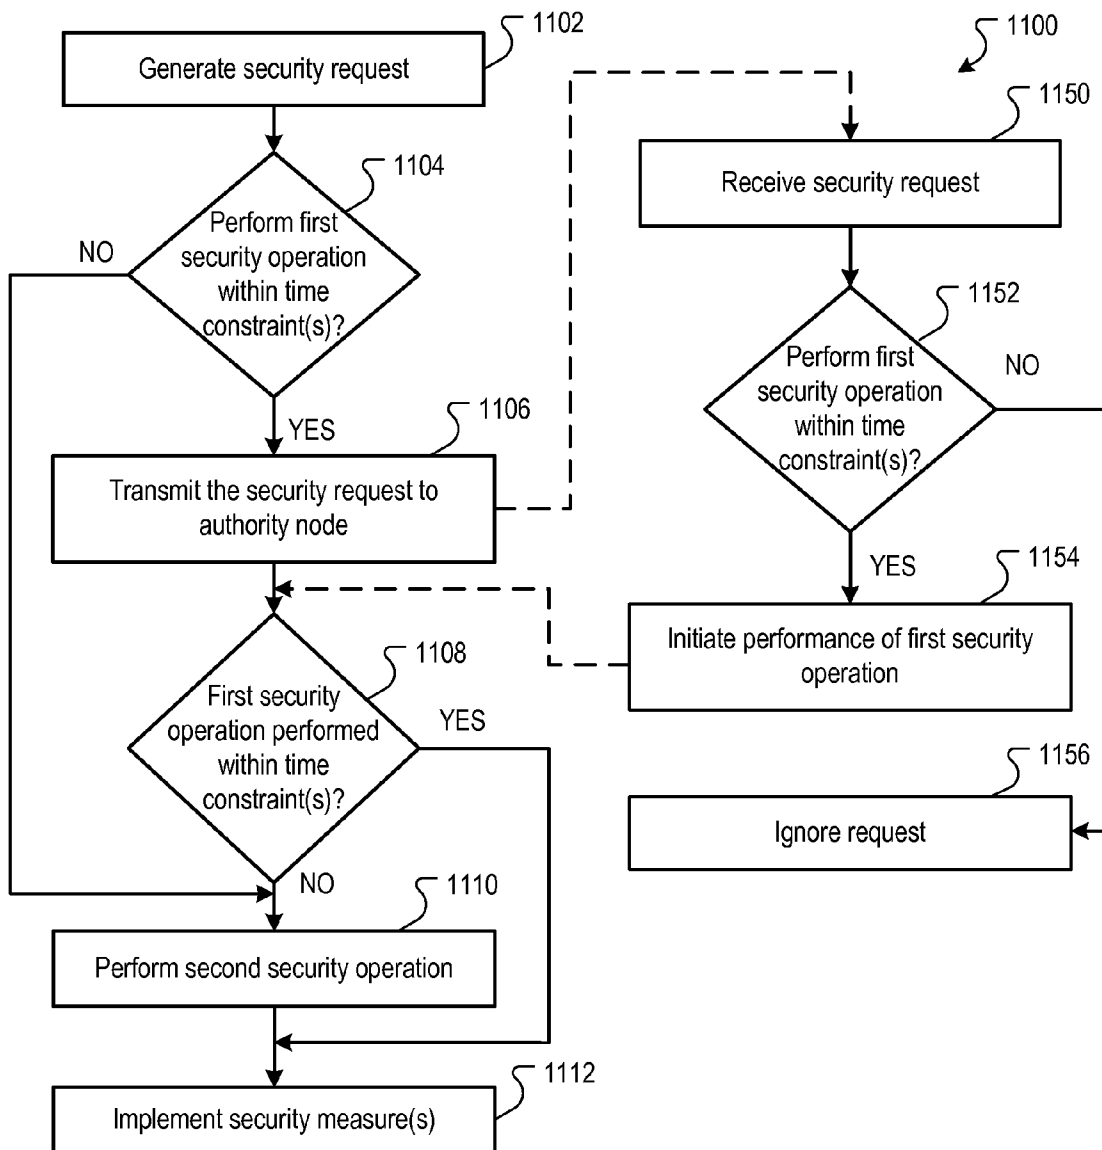 1102
Generate security request
1104
Perform first
security operation
within time
constraint(s)?
NO
YES
1106
Transmit the security request to
authority node
1108
First security
operation performed
within time
constraint(s)?
YES
NO
1110
Perform second security operation
1112
Implement security measure(s)
1100
1150
Receive security request
1152
Perform first
security operation
within time
constraint(s)?
NO
YES
1154
Initiate performance of first security
operation
1156
Ignore request